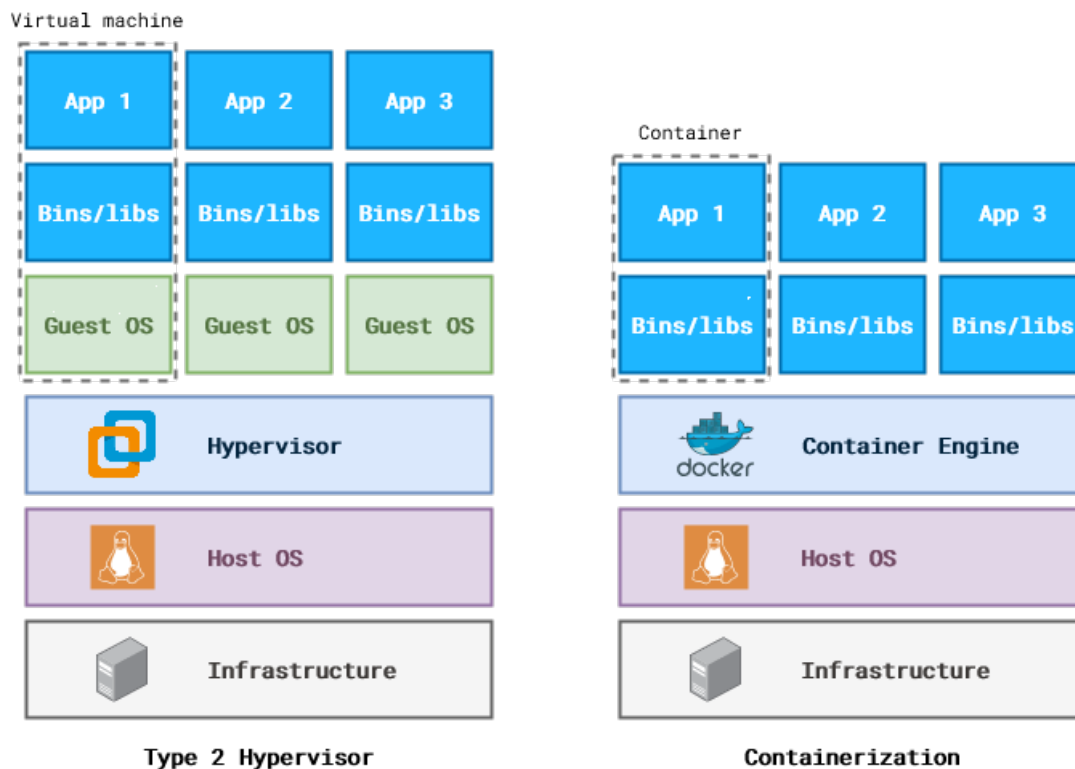 Virtual machine
App 1
App 2
App 3
Bins/libs
Bins/libs
Bins/libs
Guest OS
Guest OS
Guest OS
Hypervisor
Host OS
Infrastructure
Type 2 Hypervisor
Container
App 1
App 2
App 3
Bins/libs
Bins/libs
Bins/libs
docker
Container Engine
Host OS
Infrastructure
Containerization